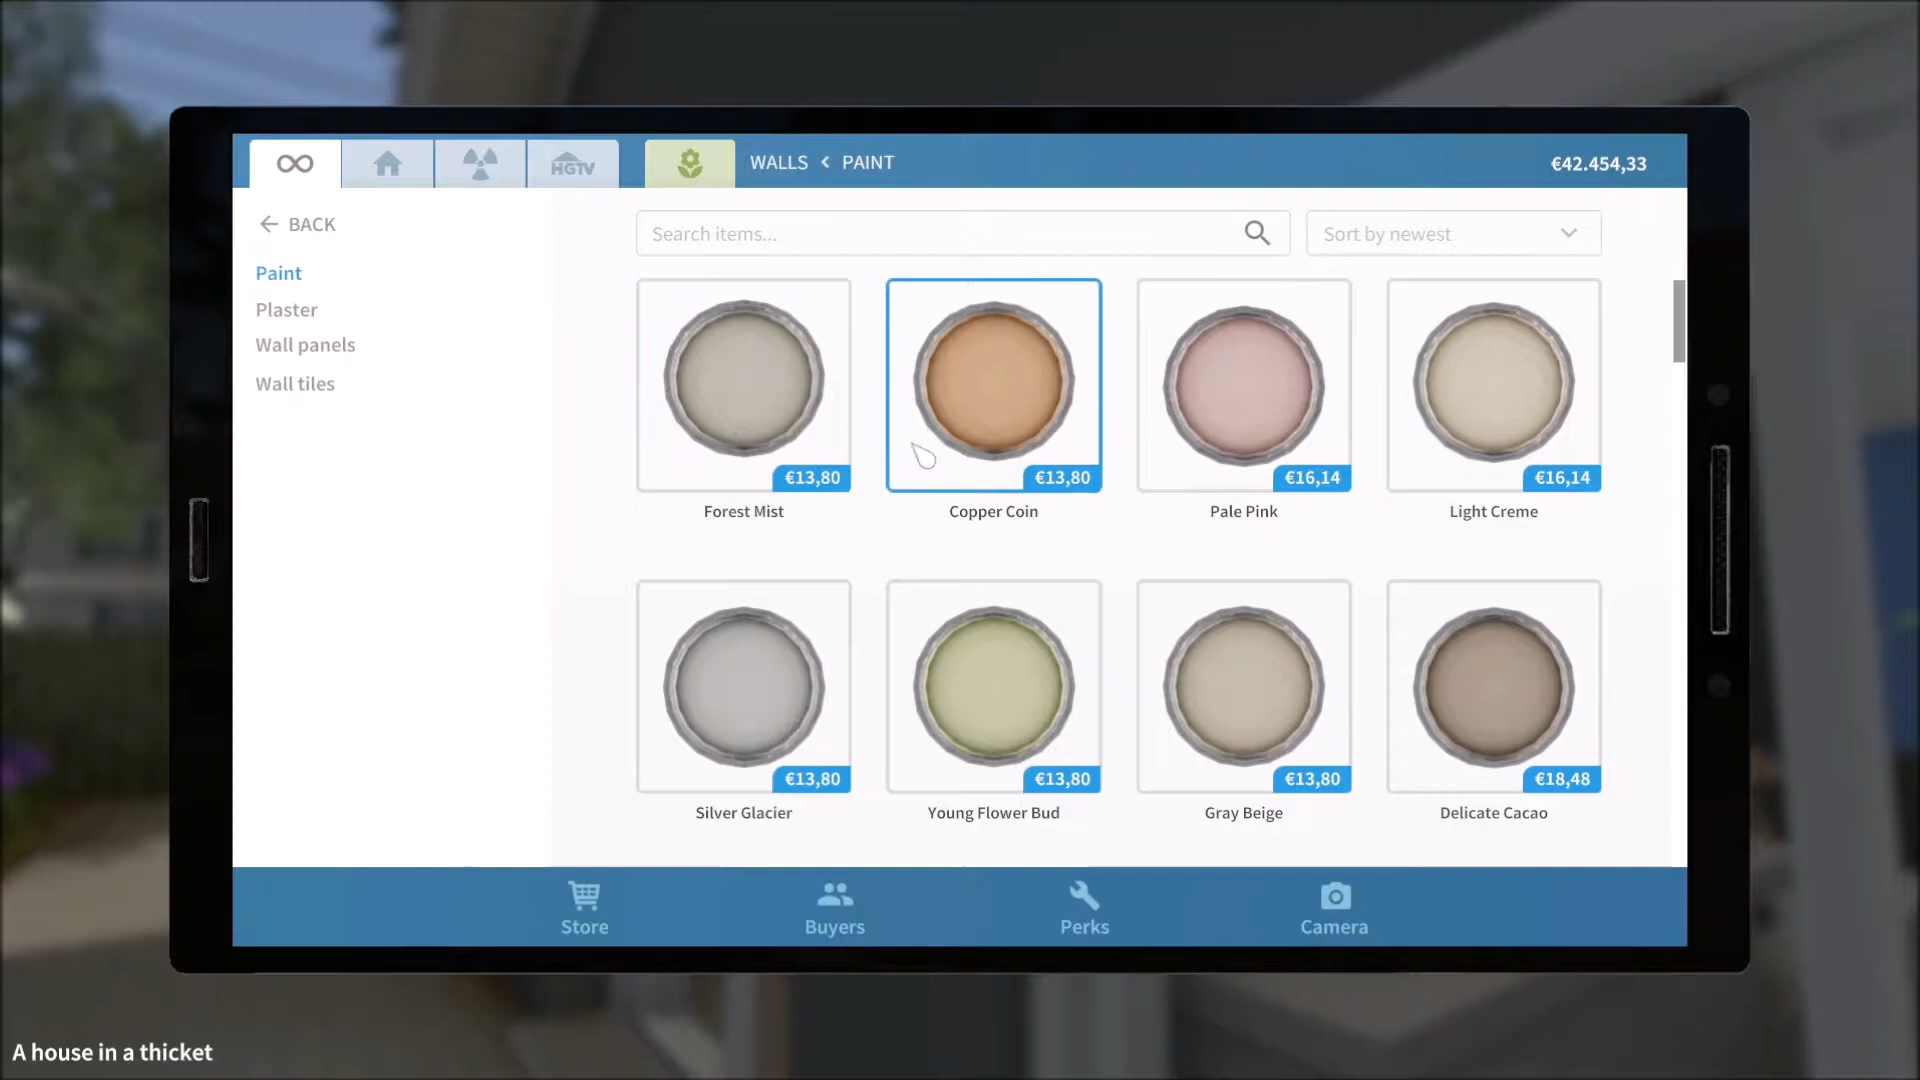 HGTV
WALLS < PAINT
€42.454,33
BACK
Search items...
Sort by newest
Paint
Plaster
Wall panels
Wall tiles
€13,80
€13,80
€16,14
€16,14
Forest Mist
Copper Coin
Pale Pink
Light Creme
€13,80
€13,80
€13,80
€18,48
Silver Glacier
Young Flower Bud
Gray Beige
Delicate Cacao
Store
Buyers
Perks
Camera
A house in a thicket